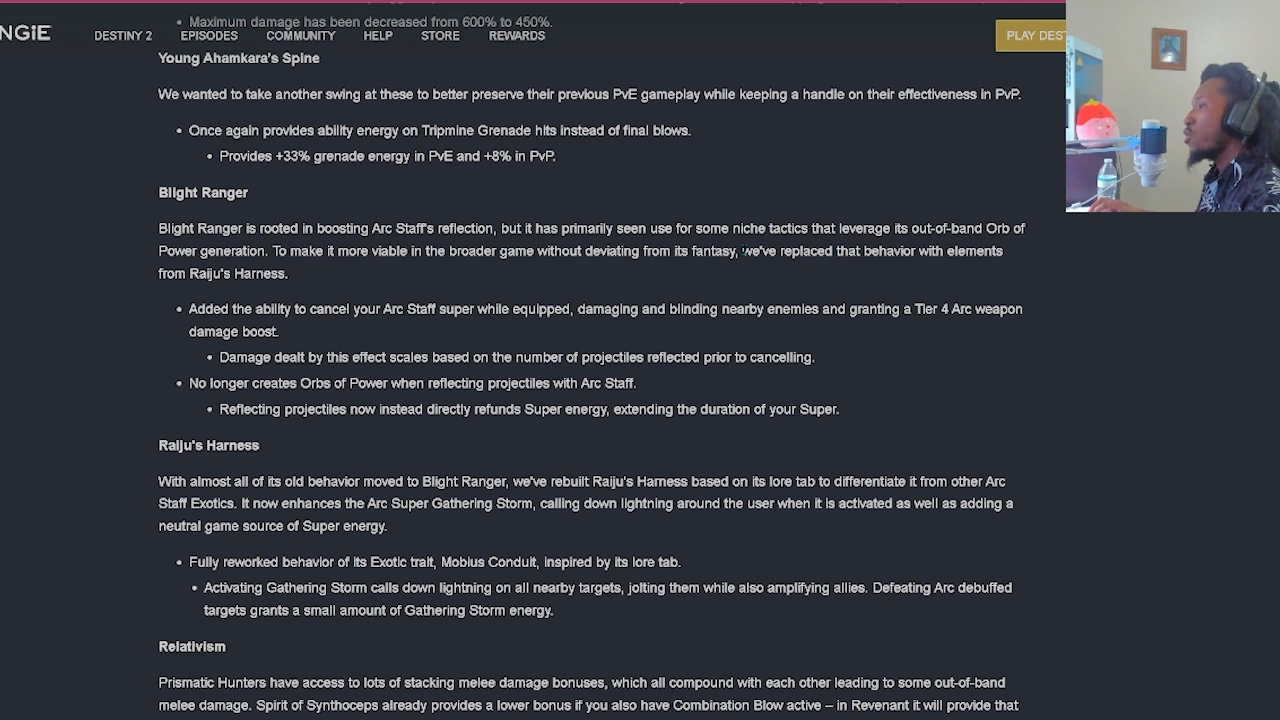 Maximum damage has been decreased from 600% to 450%.
NGiE DESTINY 2 EPISODES COMMUNITY HELP STORE REWARDS PLAY DEST
Young Ahamkara's Spine
We wanted to take another swing at these to better preserve their previous PvE gameplay while keeping a handle on their effectiveness in PvP.
• Once again provides ability energy on Tripmine Grenade hits instead of final blows.
• Provides +33% grenade energy in PvE and +8% in PvP.
Blight Ranger
Blight Ranger is rooted in boosting Arc Staff's reflection, but it has primarily seen use for some niche tactics that leverage its out-of-band Orb of
Power generation. To make it more viable in the broader game without deviating from its fantasy, we've replaced that behavior with elements
from Raiju's Harness.
• Added the ability to cancel your Arc Staff super while equipped, damaging and blinding nearby enemies and granting a Tier 4 Arc weapon
damage boost.
• Damage dealt by this effect scales based on the number of projectiles reflected prior to cancelling.
• No longer creates Orbs of Power when reflecting projectiles with Arc Staff.
• Reflecting projectiles now instead directly refunds Super energy, extending the duration of your Super.
Raiju's Harness
With almost all of its old behavior moved to Blight Ranger, we've rebuilt Raiju's Harness based on its lore tab to differentiate it from other Arc
Staff Exotics. It now enhances the Arc Super Gathering Storm, calling down lightning around the user when it is activated as well as adding a
neutral game source of Super energy.
• Fully reworked behavior of its Exotic trait, Mobius Conduit, inspired by its lore tab.
• Activating Gathering Storm calls down lightning on all nearby targets, jolting them while also amplifying allies. Defeating Arc debuffed
targets grants a small amount of Gathering Storm energy.
Relativism
Prismatic Hunters have access to lots of stacking melee damage bonuses, which all compound with each other leading to some out-of-band
melee damage. Spirit of Synthoceps already provides a lower bonus if you also have Combination Blow active – in Revenant it will provide that